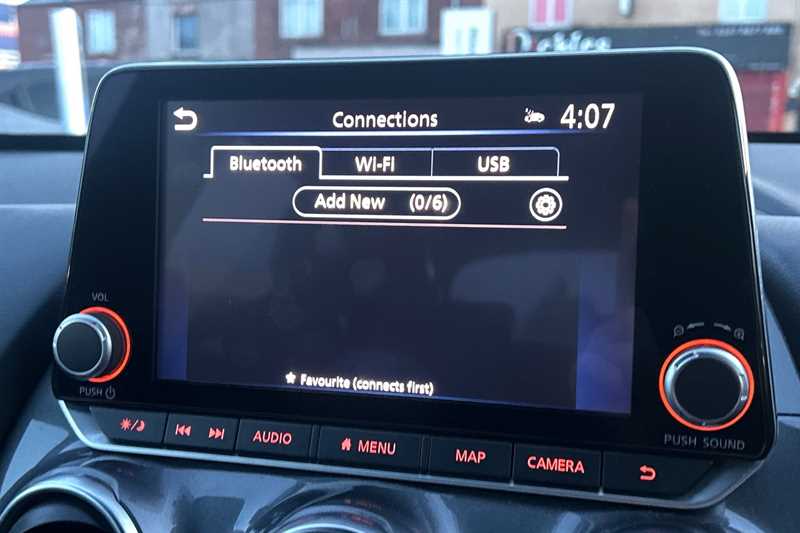 Connections 4:07
Bluetooth Wi-Fi USB
Add New (0/6)
★ Favourite (connects first)
VOL
PUSH
PUSH SOUND
AUDIO MENU MAP CAMERA